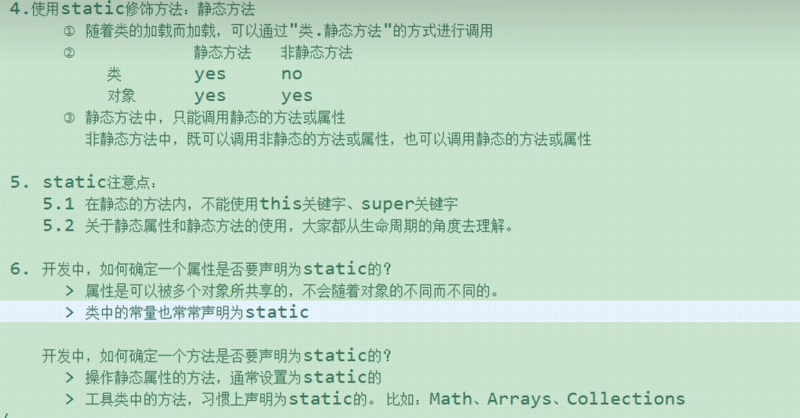 4.使用static修饰方法：静态方法
① 随着类的加载而加载，可以通过"类.静态方法"的方式进行调用
② 静态方法 非静态方法
类 yes no
对象 yes yes
③ 静态方法中，只能调用静态的方法或属性
非静态方法中，既可以调用非静态的方法或属性，也可以调用静态的方法或属性
5. static注意点：
5.1 在静态的方法内，不能使用this关键字、super关键字
5.2 关于静态属性和静态方法的使用，大家都从生命周期的角度去理解。
6. 开发中，如何确定一个属性是否要声明为static的？
> 属性是可以被多个对象所共享的，不会随着对象的不同而不同的。
> 类中的常量也常常声明为static
开发中，如何确定一个方法是否要声明为static的？
> 操作静态属性的方法，通常设置为static的
> 工具类中的方法，习惯上声明为static的。 比如：Math、Arrays、Collections